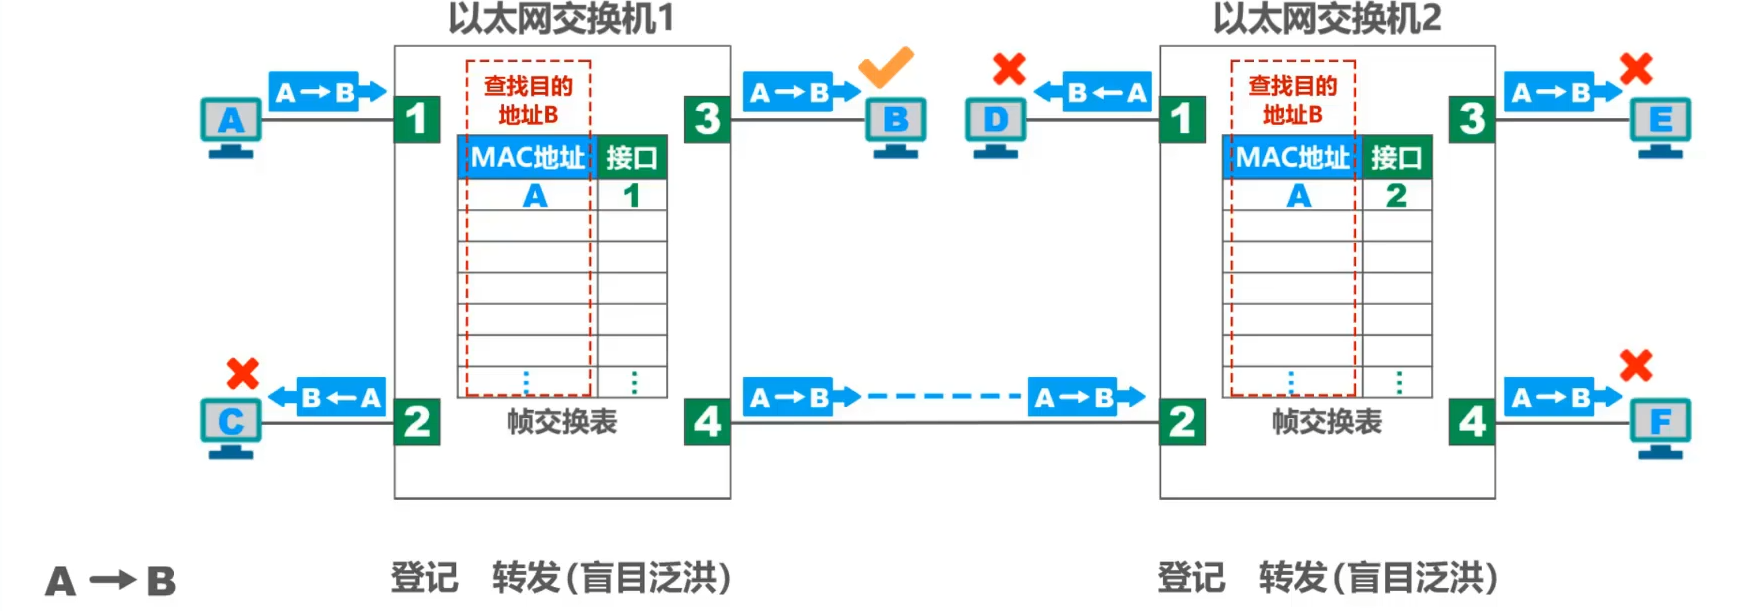 以太网交换机1
以太网交换机2
A→B
查找目的
地址B
A→B
B←A
查找目的
地址B
A→B
A
1
3
B
D
1
3
E
MAC地址 接口
MAC地址 接口
A 1
A 2
B←A
A→B
A→B
A→B
C
2
帧交换表
4
2
帧交换表
4
F
A→B
登记 转发(盲目泛洪)
登记 转发(盲目泛洪)